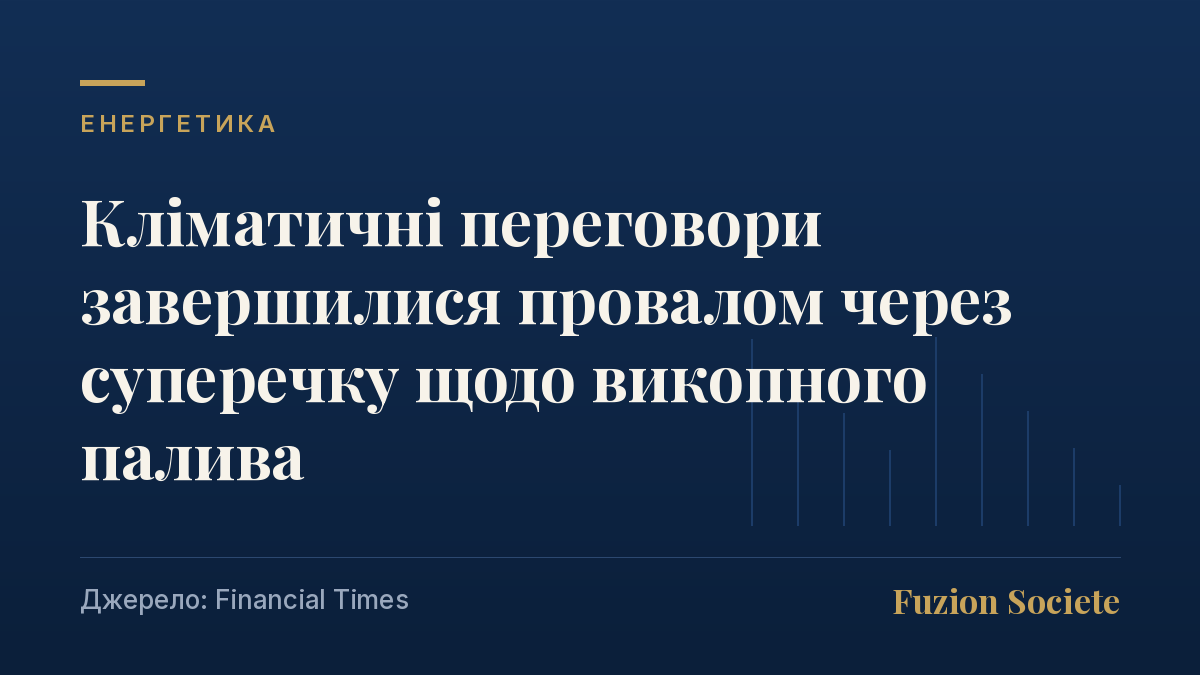 ЕНЕРГЕТИКА
Кліматичні переговори
завершилися провалом через
суперечку щодо викопного
палива
Джерело: Financial Times
Fuzion Societe